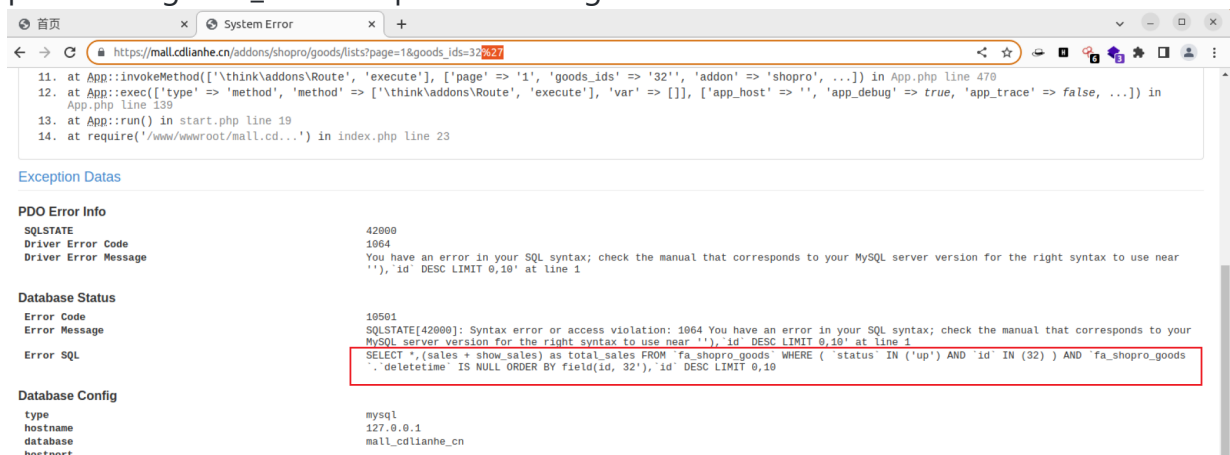 首页
System Error
https://mall.cdlianhe.cn/addons/shopro/goods/lists?page=1&goods_ids=32%27
6
3
11. at App::invokeMethod(['\think\addons\Route', 'execute'], ['page' => '1', 'goods_ids' => '32'', 'addon' => 'shopro', ...]) in App.php line 470
12. at App::exec(['type' => 'method', 'method' => ['\think\addons\Route', 'execute'], 'var' => []], ['app_host' => '', 'app_debug' => true, 'app_trace' => false, ...]) in
App.php line 139
13. at App::run() in start.php line 19
14. at require('/www/wwwroot/mall.cd...') in index.php line 23
Exception Datas
PDO Error Info
SQLSTATE 42000
Driver Error Code 1064
Driver Error Message You have an error in your SQL syntax; check the manual that corresponds to your MySQL server version for the right syntax to use near
''),`id` DESC LIMIT 0,10' at line 1
Database Status
Error Code 10501
Error Message SQLSTATE[42000]: Syntax error or access violation: 1064 You have an error in your SQL syntax; check the manual that corresponds to your
MySQL server version for the right syntax to use near ''),`id` DESC LIMIT 0,10' at line 1
Error SQL SELECT *,(sales + show_sales) as total_sales FROM `fa_shopro_goods` WHERE ( `status` IN ('up') AND `id` IN (32) ) AND `fa_shopro_goods
`.`deletetime` IS NULL ORDER BY field(id, 32'),`id` DESC LIMIT 0,10
Database Config
type mysql
hostname 127.0.0.1
database mall_cdlianhe_cn
hostport